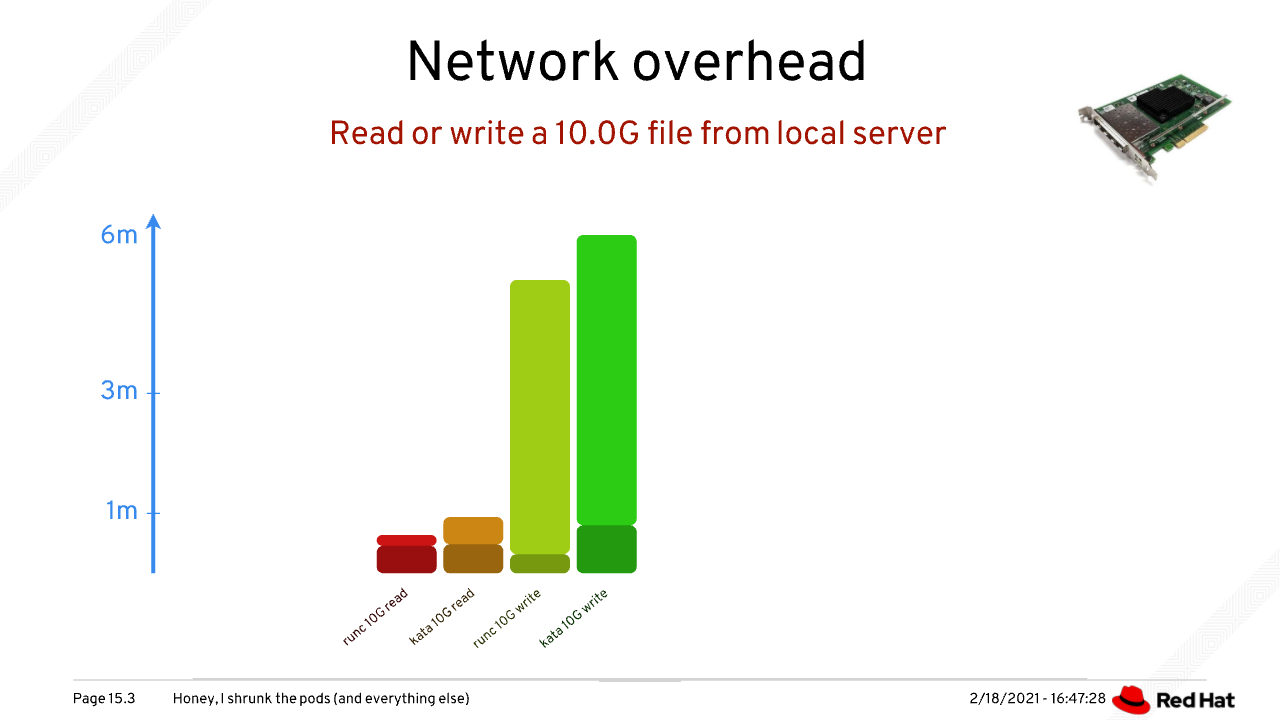 Network overhead
Read or write a 10.0G file from local server
6m
3m
1m
runc 10G read
kata 10G read
runc 10G write
kata 10G write
Page 15.3 Honey, I shrunk the pods (and everything else) 2/18/2021 - 16:47:28 Red Hat